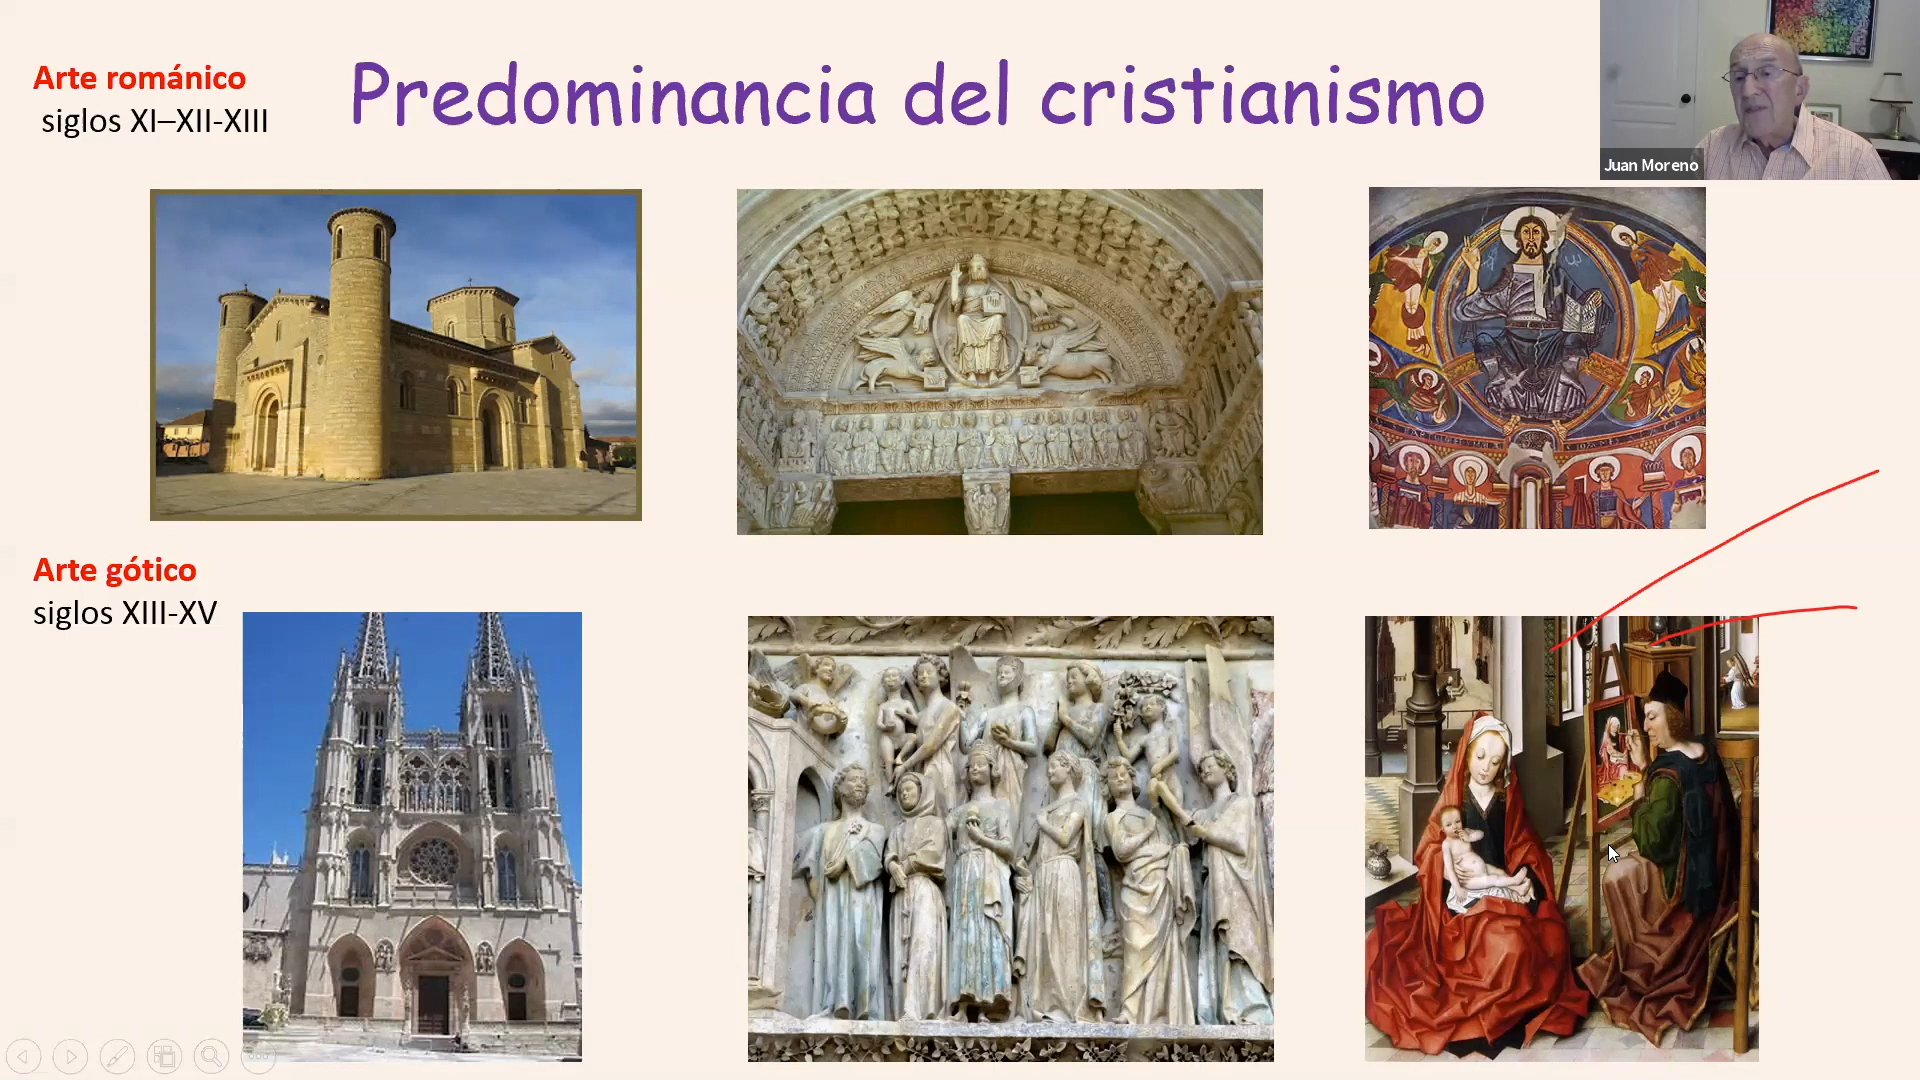 Arte románico
siglos XI–XII-XIII
Predominancia del cristianismo
Juan Moreno
Arte gótico
siglos XIII-XV